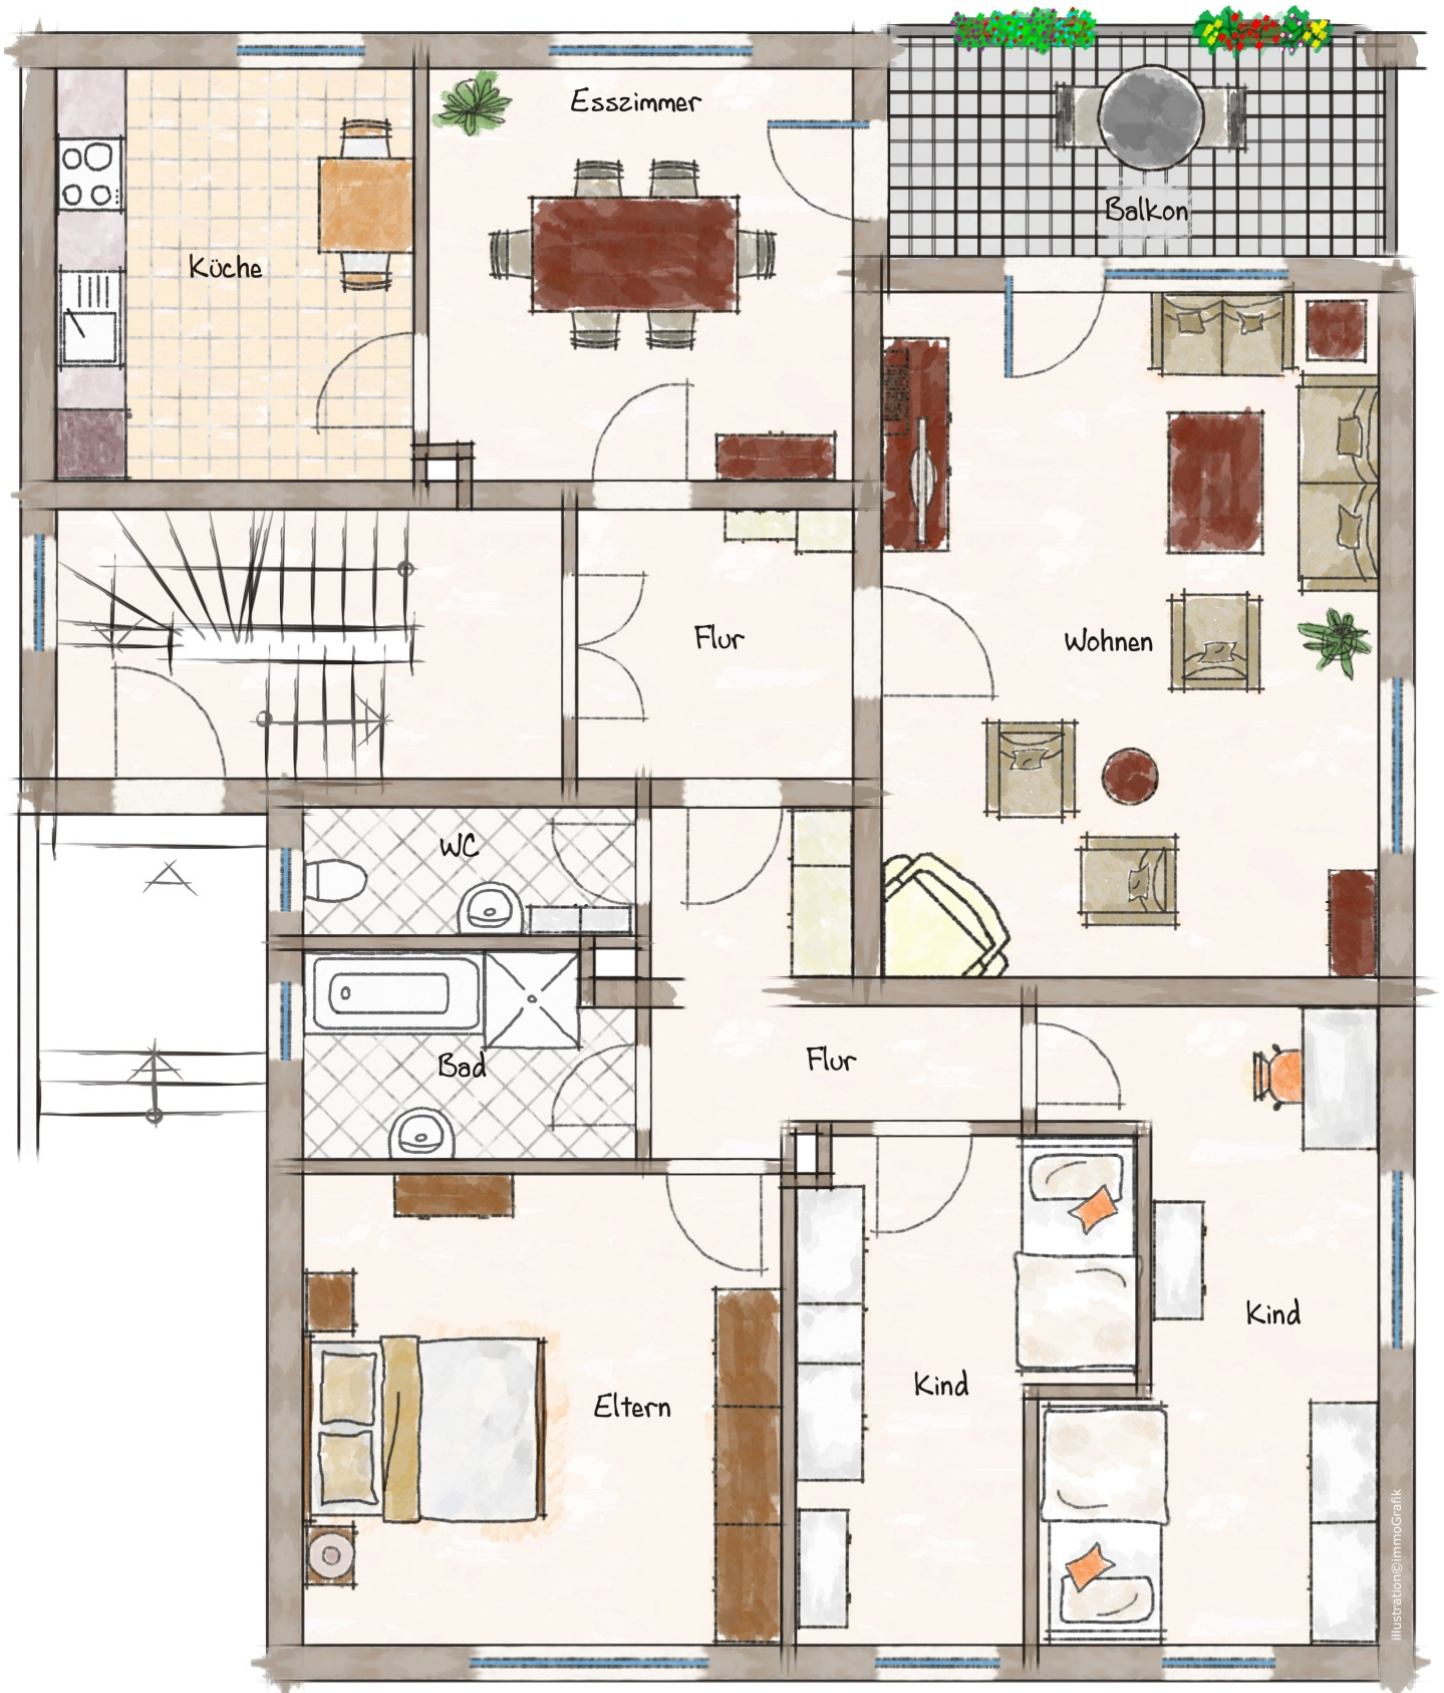 Esszimmer
Balkon
Küche
Flur
Wohnen
WC
Bad
Flur
Kind
Kind
Eltern
illustration©immoGrafik